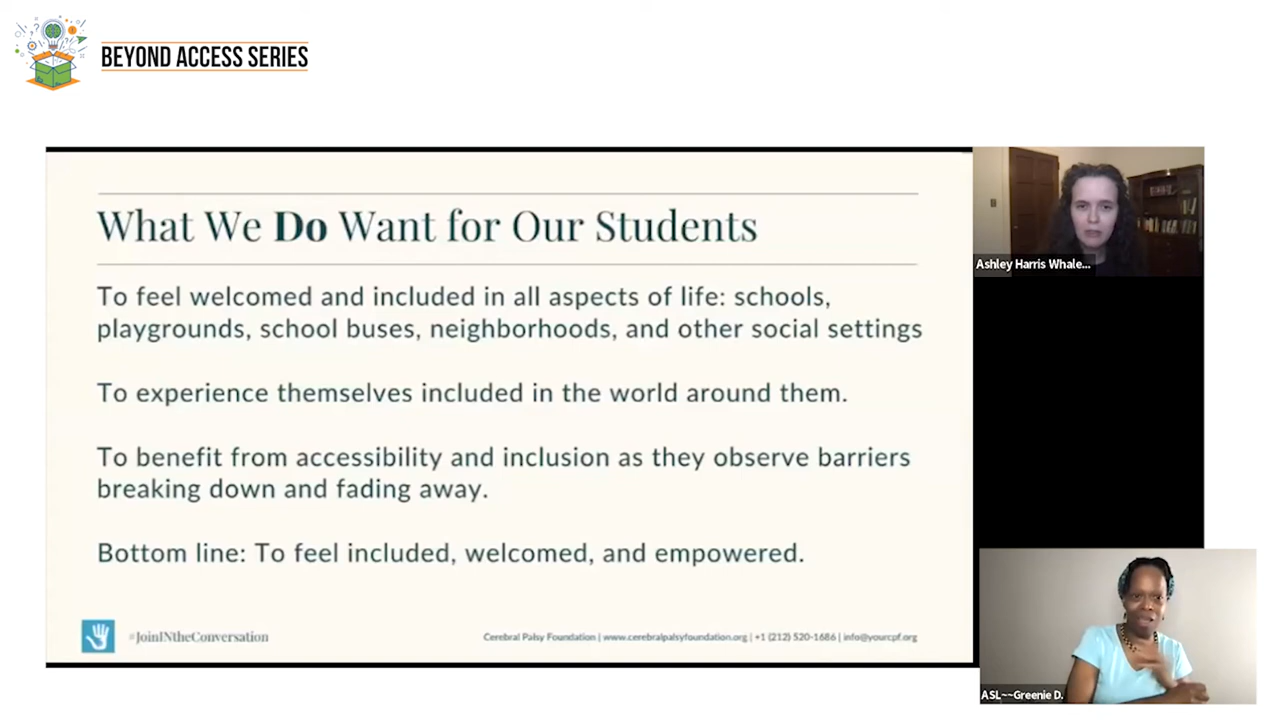 BEYOND ACCESS SERIES
What We Do Want for Our Students
To feel welcomed and included in all aspects of life: schools,
playgrounds, school buses, neighborhoods, and other social settings
To experience themselves included in the world around them.
To benefit from accessibility and inclusion as they observe barriers
breaking down and fading away.
Bottom line: To feel included, welcomed, and empowered.
#JoinINtheConversation
Cerebral Palsy Foundation | www.cerebralpalsyfoundation.org | +1 (212) 520-1686 | info@yourcpf.org
Ashley Harris Whale...
ASL~~Greenie D.